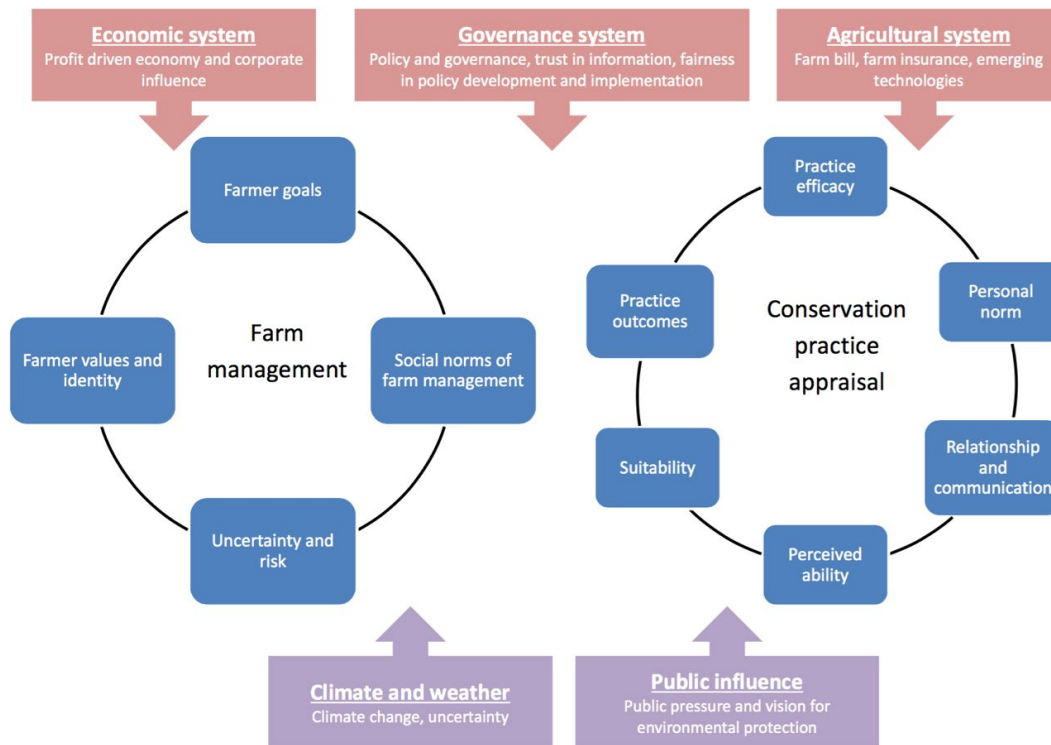 Economic system
Profit driven economy and corporate
influence
Governance system
Policy and governance, trust in information, fairness
in policy development and implementation
Agricultural system
Farm bill, farm insurance, emerging
technologies
Farmer goals
Farmer values and
identity
Farm
management
Social norms of
farm management
Uncertainty and
risk
Practice
efficacy
Practice
outcomes
Conservation
practice
appraisal
Personal
norm
Suitability
Relationship
and
communication
Perceived
ability
Climate and weather
Climate change, uncertainty
Public influence
Public pressure and vision for
environmental protection